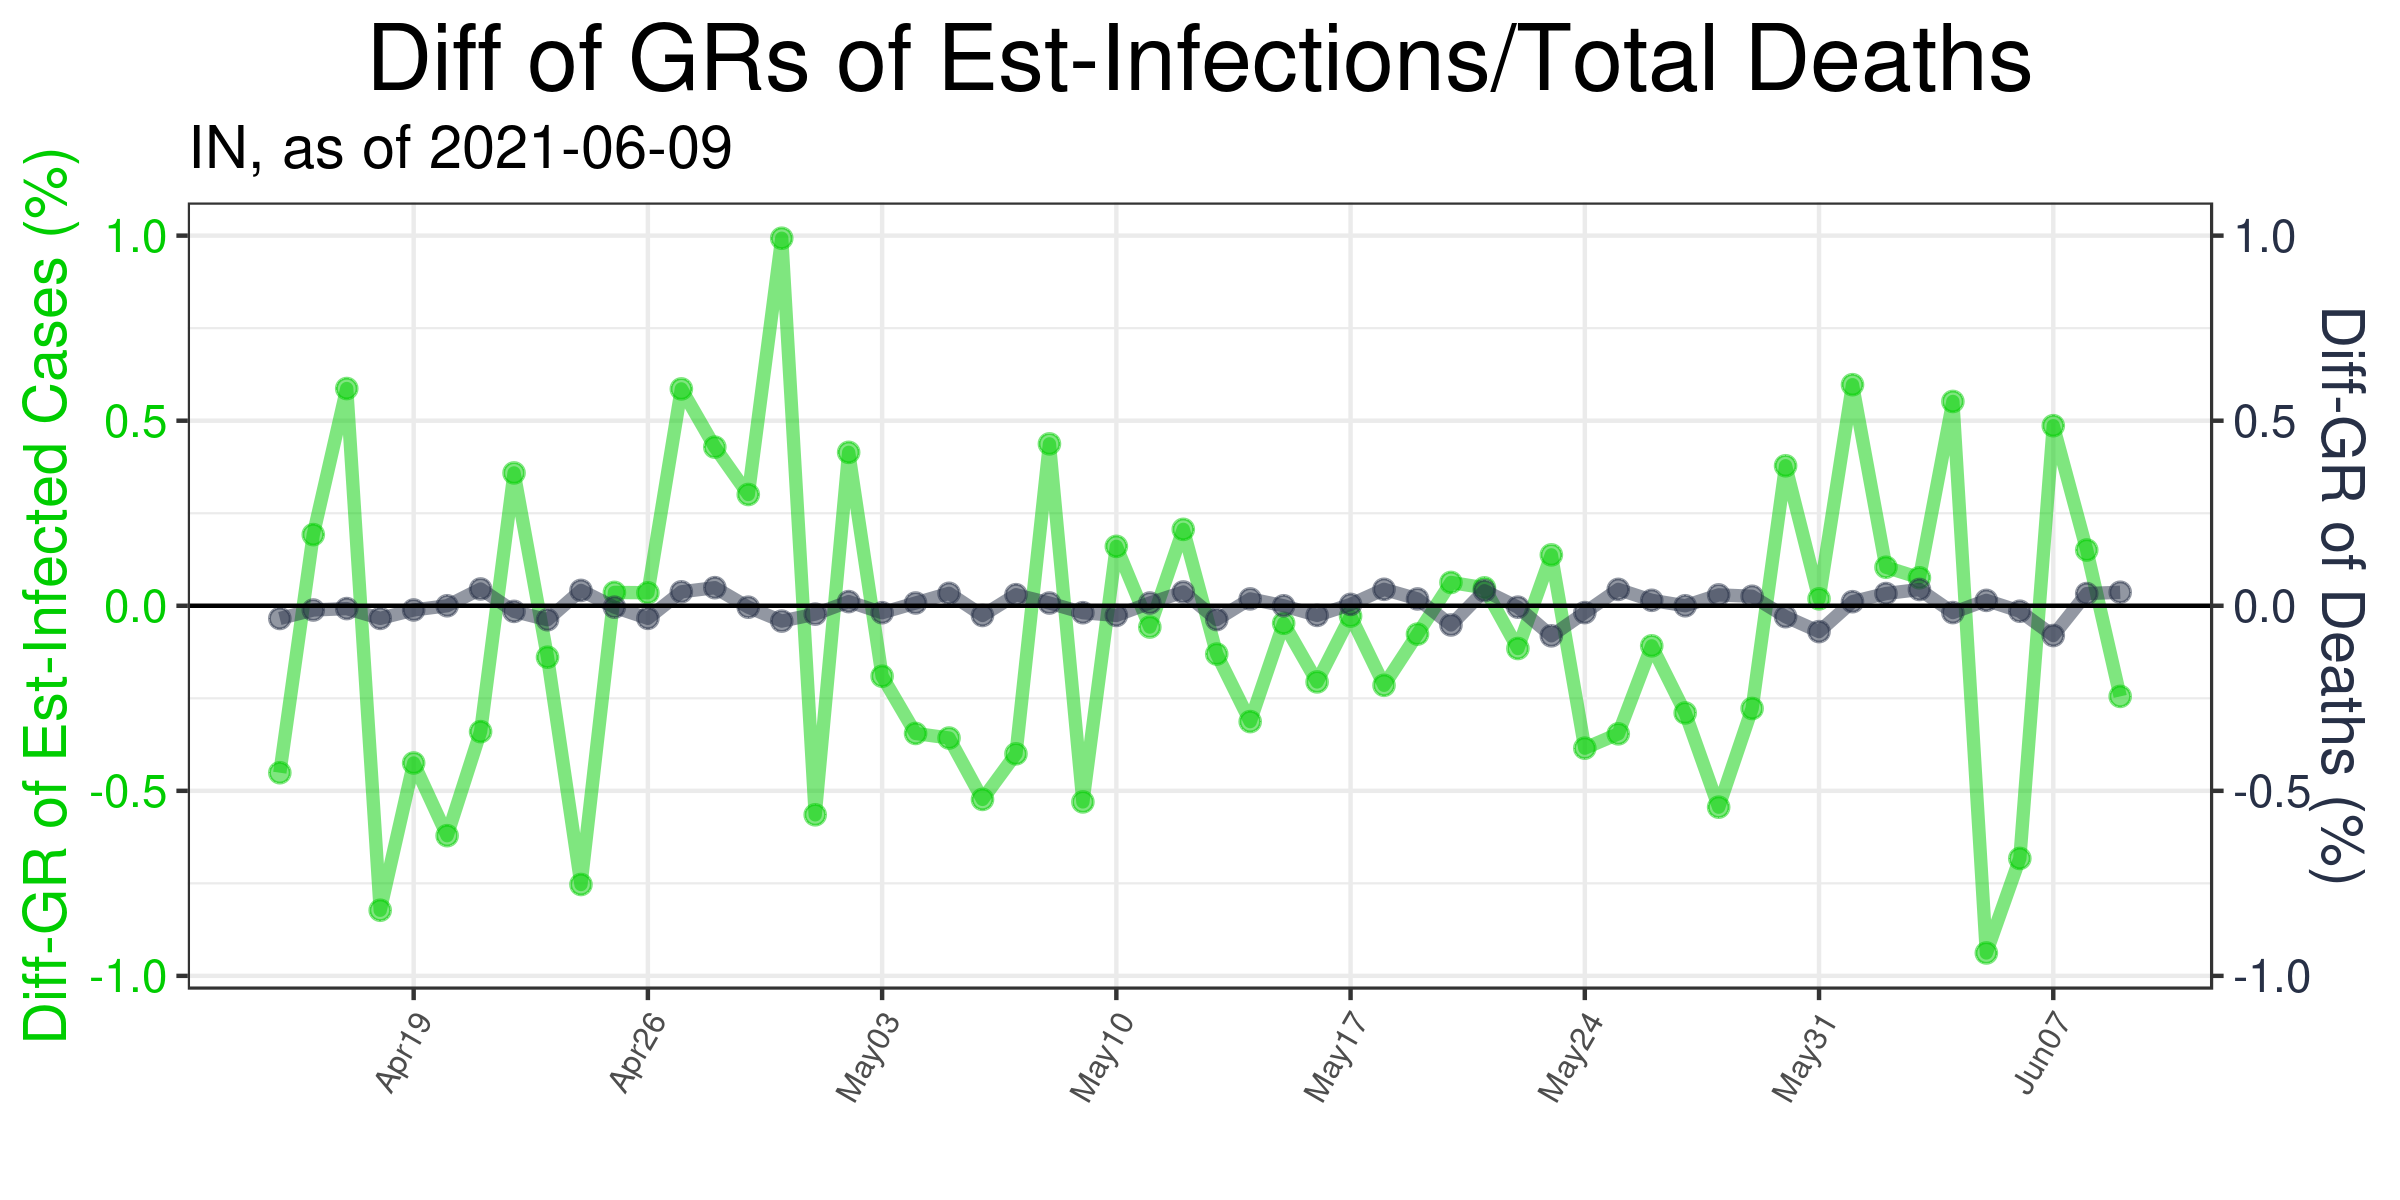 Diff of GRs of Est-Infections/Total Deaths
IN, as of 2021-06-09
Diff-GR of Est-Infected Cases (%)
1.0
0.5
0.0
-0.5
-1.0
1.0
0.5
0.0
-0.5
-1.0
Diff-GR of Deaths (%)
Apr19
Apr26
May03
May10
May17
May24
May31
Jun07